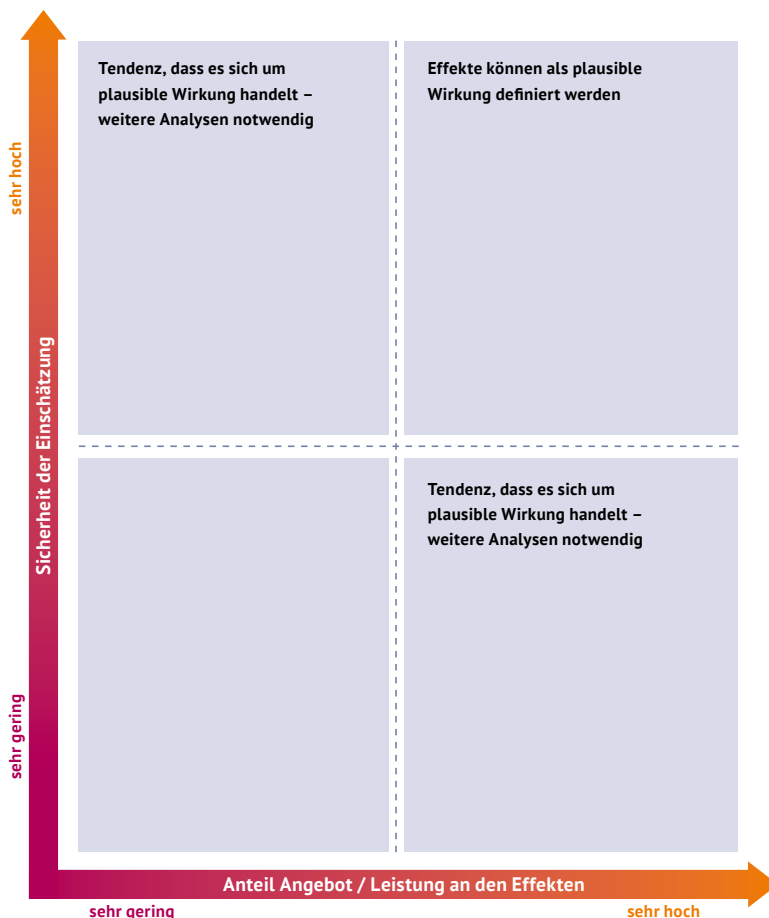 Tendenz, dass es sich um
plausible Wirkung handelt –
weitere Analysen notwendig
Effekte können als plausible
Wirkung definiert werden
sehr hoch
Sicherheit der Einschätzung
Tendenz, dass es sich um
plausible Wirkung handelt –
weitere Analysen notwendig
sehr gering
Anteil Angebot / Leistung an den Effekten
sehr gering
sehr hoch